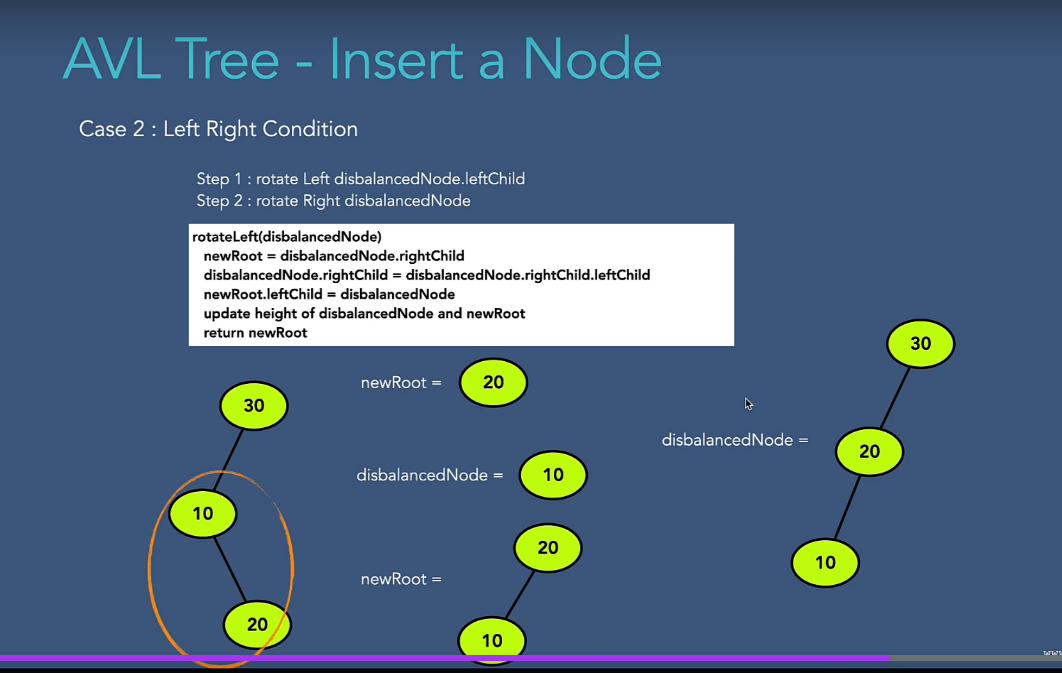 AVL Tree - Insert a Node
Case 2 : Left Right Condition
Step 1 : rotate Left disbalancedNode.leftChild
Step 2 : rotate Right disbalancedNode
rotateLeft(disbalancedNode)
newRoot = disbalancedNode.rightChild
disbalancedNode.rightChild = disbalancedNode.rightChild.leftChild
newRoot.leftChild = disbalancedNode
update height of disbalancedNode and newRoot
return newRoot
30
10
20
newRoot = 20
disbalancedNode = 10
newRoot =
20
10
disbalancedNode =
30
20
10